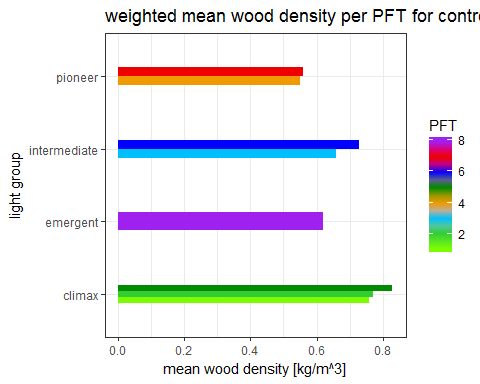 weighted mean wood density per PFT for contro
pioneer
intermediate
emergent
climax
light group
0.0 0.2 0.4 0.6 0.8
mean wood density [kg/m^3]
PFT
8
6
4
2